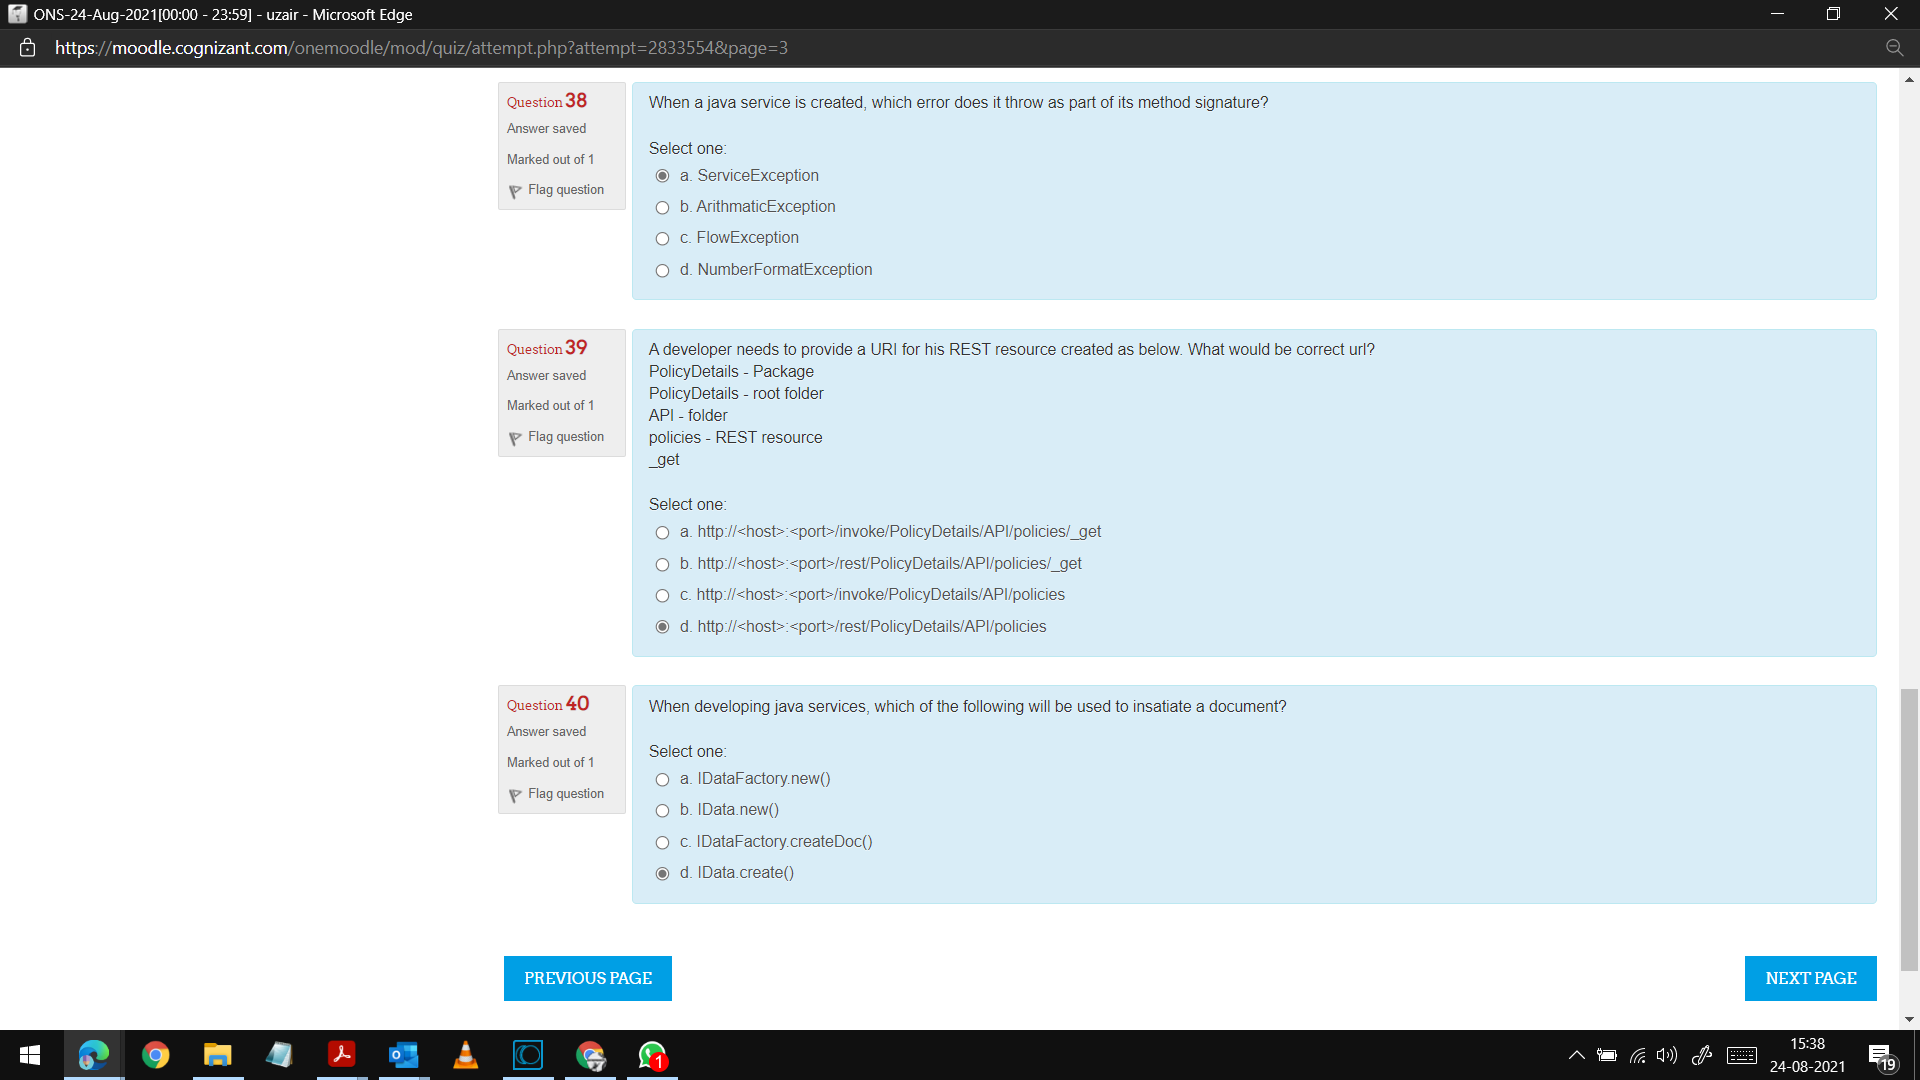 ONS-24-Aug-2021[00:00 - 23:59] - uzair - Microsoft Edge
https://moodle.cognizant.com/onemoodle/mod/quiz/attempt.php?attempt=2833554&page=3
Question 38
Answer saved
Marked out of 1
Flag question
When a java service is created, which error does it throw as part of its method signature?
Select one:
a. ServiceException
b. ArithmaticException
c. FlowException
d. NumberFormatException
Question 39
Answer saved
Marked out of 1
Flag question
A developer needs to provide a URI for his REST resource created as below. What would be correct url?
PolicyDetails - Package
PolicyDetails - root folder
API - folder
policies - REST resource
_get
Select one:
a. http://<host>:<port>/invoke/PolicyDetails/API/policies/_get
b. http://<host>:<port>/rest/PolicyDetails/API/policies/_get
c. http://<host>:<port>/invoke/PolicyDetails/API/policies
d. http://<host>:<port>/rest/PolicyDetails/API/policies
Question 40
Answer saved
Marked out of 1
Flag question
When developing java services, which of the following will be used to insatiate a document?
Select one:
a. IDataFactory.new()
b. IData.new()
c. IDataFactory.createDoc()
d. IData.create()
PREVIOUS PAGE
NEXT PAGE
1
15:38
24-08-2021
19